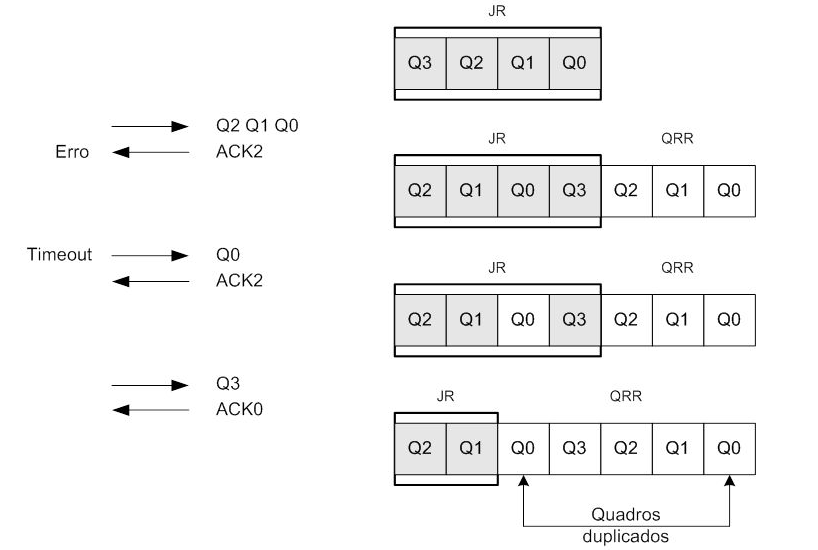 JR
Q3 Q2 Q1 Q0
Q2 Q1 Q0
Erro ACK2
JR QRR
Q2 Q1 Q0 Q3 Q2 Q1 Q0
Timeout Q0
ACK2
JR QRR
Q2 Q1 Q0 Q3 Q2 Q1 Q0
Q3
ACK0
JR QRR
Q2 Q1 Q0 Q3 Q2 Q1 Q0
Quadros
duplicados